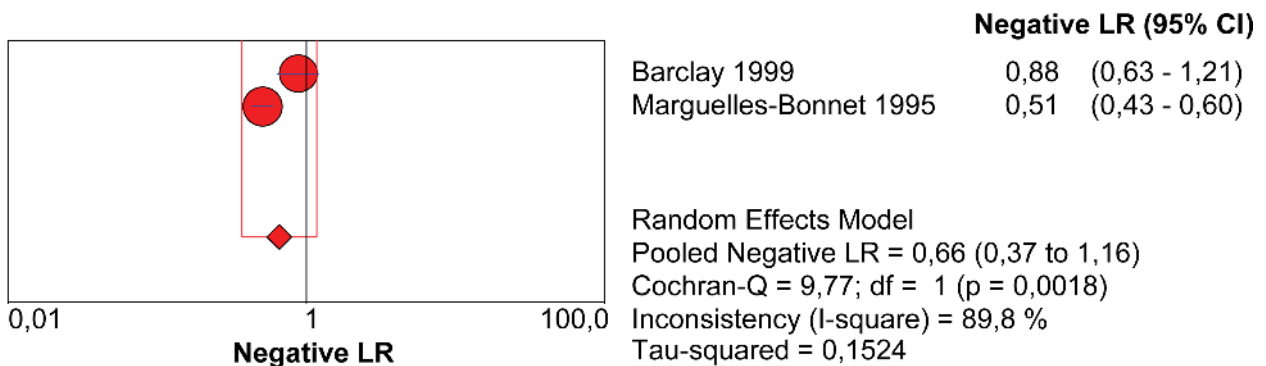 Negative LR (95% CI)
Barclay 1999 0,88 (0,63 - 1,21)
Marguelles-Bonnet 1995 0,51 (0,43 - 0,60)
Random Effects Model
Pooled Negative LR = 0,66 (0,37 to 1,16)
Cochran-Q = 9,77; df = 1 (p = 0,0018)
Inconsistency (I-square) = 89,8 %
Tau-squared = 0,1524
0,01 1 100,0
Negative LR